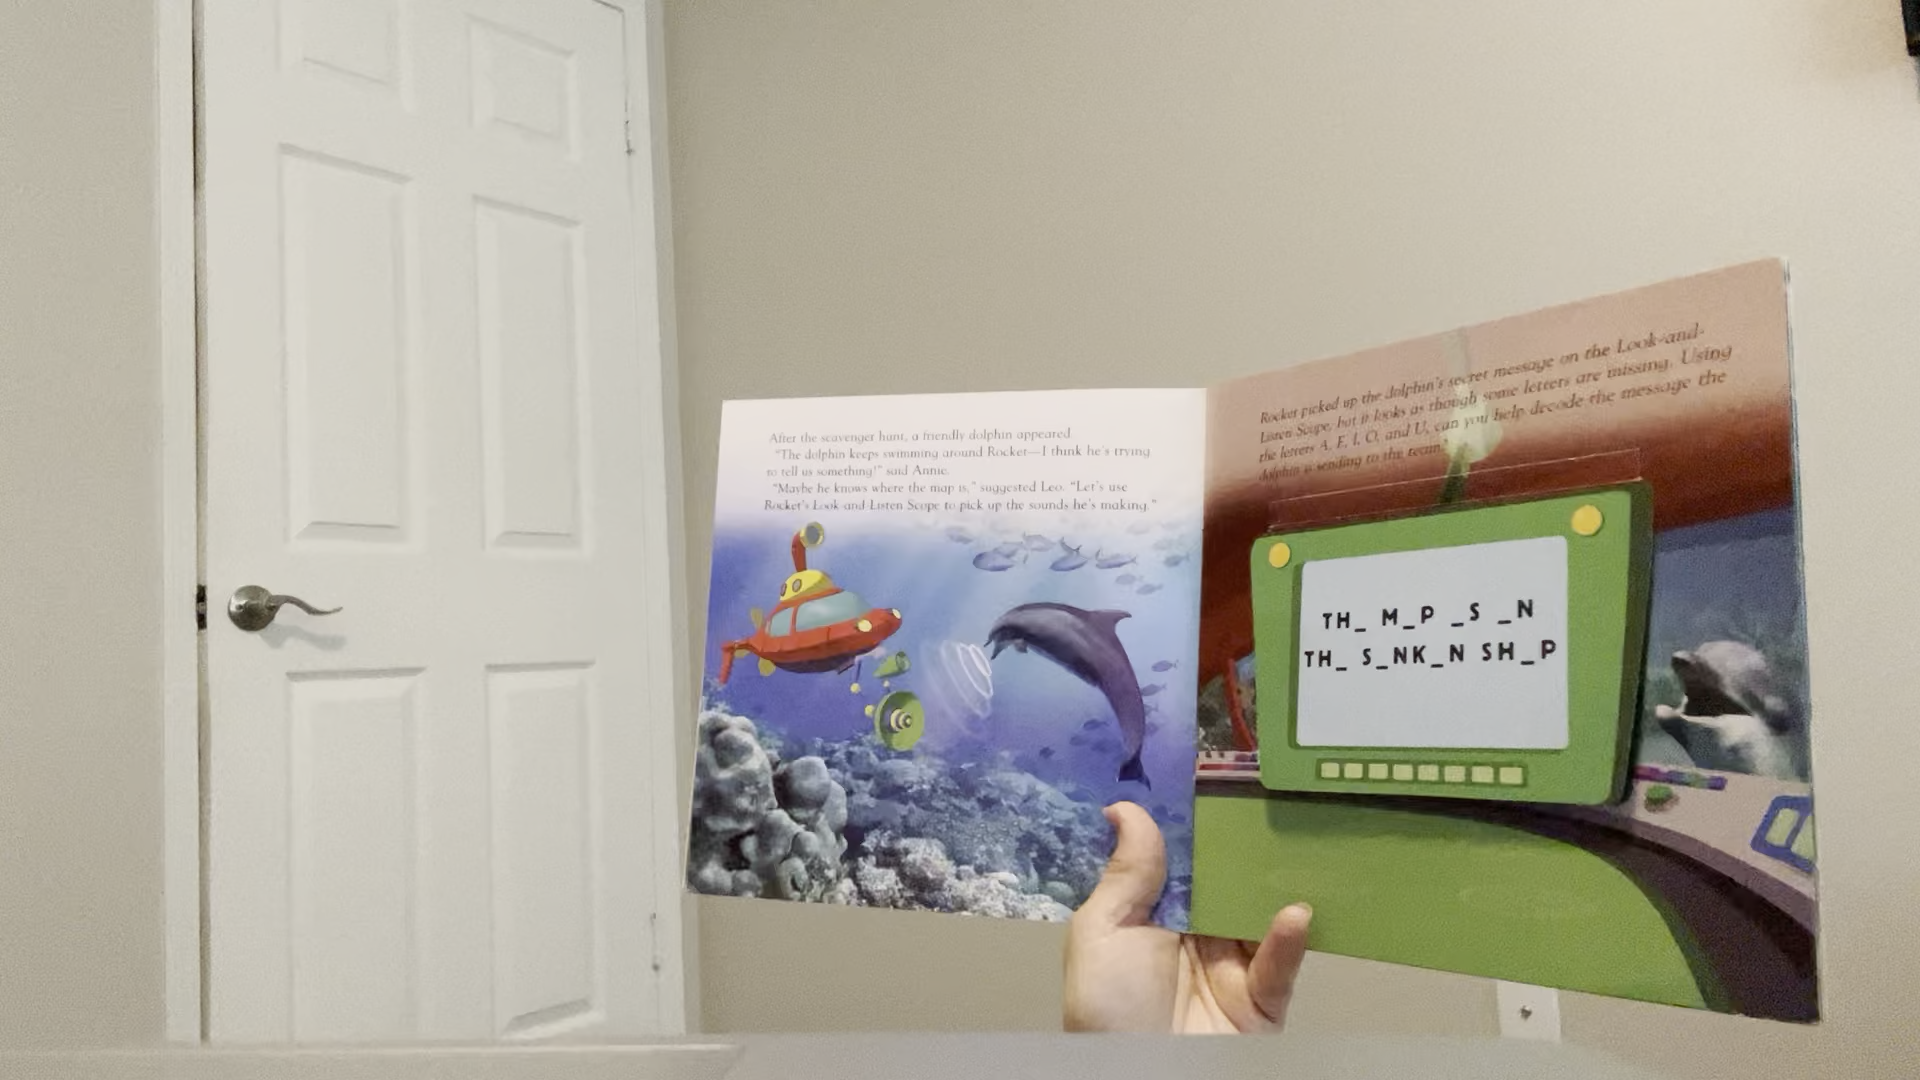 After the scavenger hunt, a friendly dolphin appeared.
"The dolphin keeps swimming around Rocket—I think he's trying
to tell us something!" said Annie.
"Maybe he knows where the map is," suggested Leo. "Let's use
Rocket's Look-and-Listen Scope to pick up the sounds he's making."
Rocket picked up the dolphin's secret message on the Look-and-
Listen Scope, but it looks as though some letters are missing. Using
the letters A, E, I, O, and U, can you help decode the message the
dolphin is sending to the team?
TH_ M_P _S _N
TH_ S_NK_N SH_P